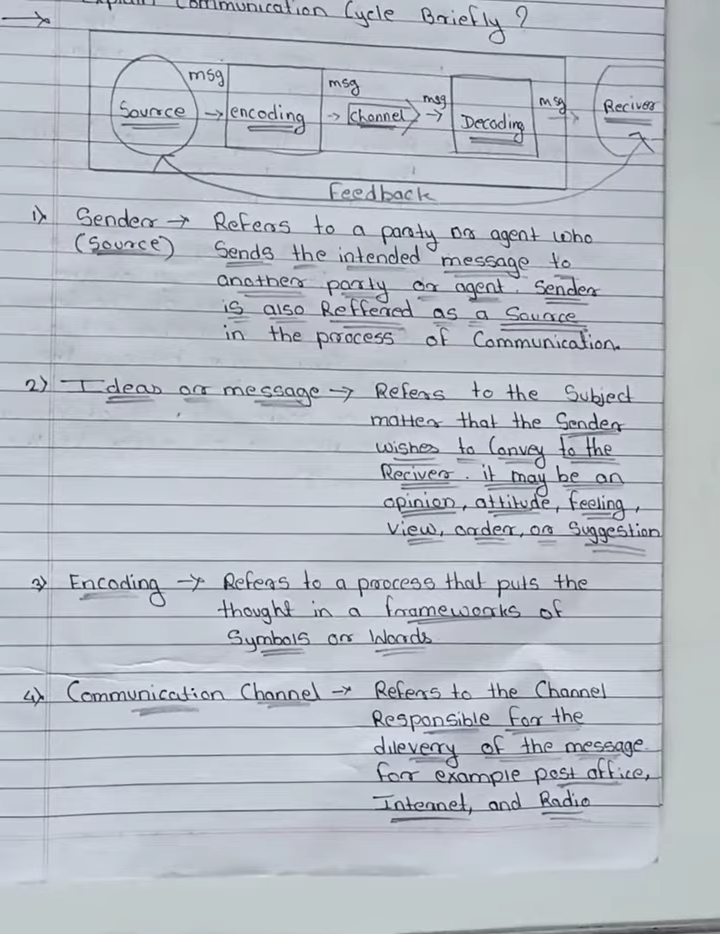 Explain Communication Cycle Briefly?
msg msg msg msg
Sourrce → encoding → Channel → Decoding → Reciver
Feedback
1) Sender → Refers to a party or agent who
(Source) Sends the intended message to
another party or agent. Sender
is also Reffered as a Source
in the process of Communication.
2) Ideas or message → Refers to the Subject
matter that the Sender
wishes to Convey to the
Reciver. it may be an
opinion, attitude, feeling,
View, order, or Suggestion
3) Encoding → Refers to a process that puts the
thought in a frameworks of
Symbols or Words
4) Communication Channel → Refers to the Channel
Responsible for the
dilevery of the message.
for example post office,
Internet, and Radio